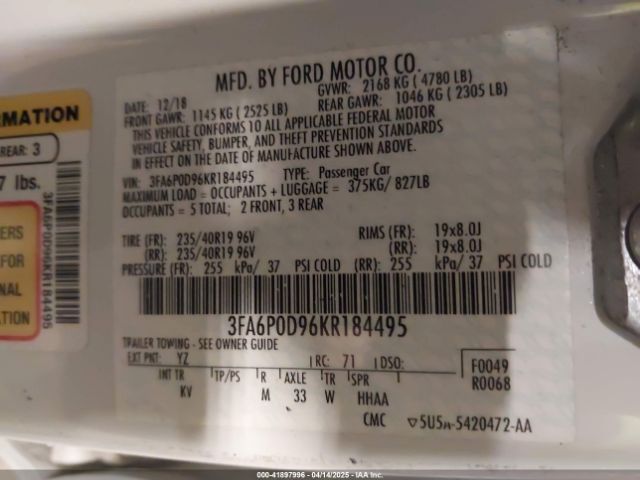 MFD. BY FORD MOTOR CO.
DATE: 12/18
GVWR: 2168 KG ( 4780 LB)
FRONT GAWR: 1145 KG ( 2525 LB)
REAR GAWR: 1046 KG ( 2305 LB)
THIS VEHICLE CONFORMS TO ALL APPLICABLE FEDERAL MOTOR
VEHICLE SAFETY, BUMPER, AND THEFT PREVENTION STANDARDS
IN EFFECT ON THE DATE OF MANUFACTURE SHOWN ABOVE.
VIN: 3FA6P0D96KR184495 TYPE: Passenger Car
MAXIMUM LOAD = OCCUPANTS + LUGGAGE = 375KG/ 827LB
OCCUPANTS = 5 TOTAL; 2 FRONT, 3 REAR
TIRE (FR): 235/40R19 96V RIMS (FR): 19x8.0J
(RR): 235/40R19 96V (RR): 19x8.0J
PRESSURE (FR): 255 kPa/ 37 PSI COLD (RR): 255 kPa/ 37 PSI COLD
3FA6P0D96KR184495
TRAILER TOWING - SEE OWNER GUIDE
EXT PNT: YZ RC: 71 DSO: F0049
R0068
INT TR TP/PS R AXLE TR SPR
KV M 33 W HHAA
CMC ▽5U5A-5420472-AA
RMATION
REAR: 3
7 lbs.
3FA6P0D96KR184495
ERS
FOR
NAL
ATION
000-41897996 - 04/14/2025 - COPYRIGHT IAA, LLC.